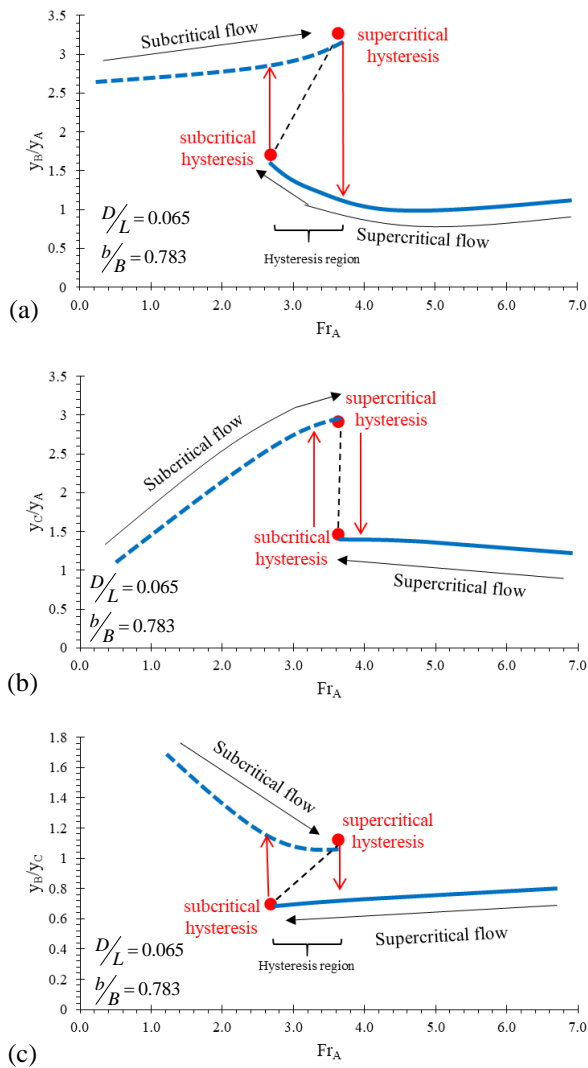 3.5
3
2.5
2
1.5
1
0.5
0
y_B/y_A
Subcritical flow
supercritical
hysteresis
subcritical
hysteresis
D/L = 0.065
b/B = 0.783
Hysteresis region
Supercritical flow
0.0 1.0 2.0 3.0 4.0 5.0 6.0 7.0
(a)
Fr_A
3.5
3
2.5
2
1.5
1
0.5
0
y_C/y_A
Subcritical flow
supercritical
hysteresis
subcritical
hysteresis
D/L = 0.065
b/B = 0.783
Supercritical flow
0.0 1.0 2.0 3.0 4.0 5.0 6.0 7.0
(b)
Fr_A
1.8
1.6
1.4
1.2
1
0.8
0.6
0.4
0.2
0
y_B/y_C
Subcritical flow
supercritical
hysteresis
subcritical
hysteresis
Supercritical flow
D/L = 0.065
b/B = 0.783
Hysteresis region
0.0 1.0 2.0 3.0 4.0 5.0 6.0 7.0
(c)
Fr_A